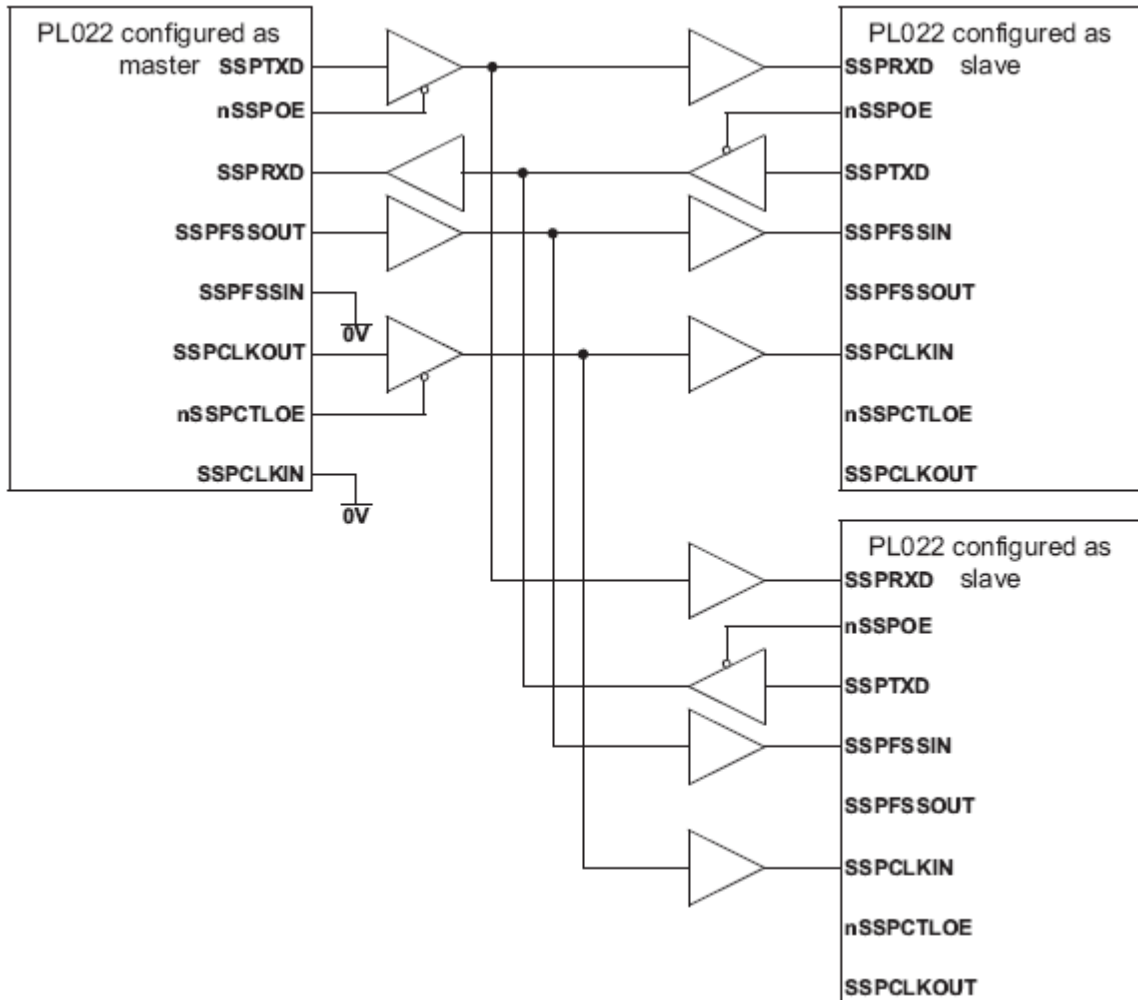 PL022 configured as
master SSPTXD
nSSPOE
SSPRXD
SSPFSSOUT
SSPFSSIN
0V
SSPCLKOUT
nSSPCTLOE
SSPCLKIN
0V
PL022 configured as
SSPRXD slave
nSSPOE
SSPTXD
SSPFSSIN
SSPFSSOUT
SSPCLKIN
nSSPCTLOE
SSPCLKOUT
PL022 configured as
SSPRXD slave
nSSPOE
SSPTXD
SSPFSSIN
SSPFSSOUT
SSPCLKIN
nSSPCTLOE
SSPCLKOUT